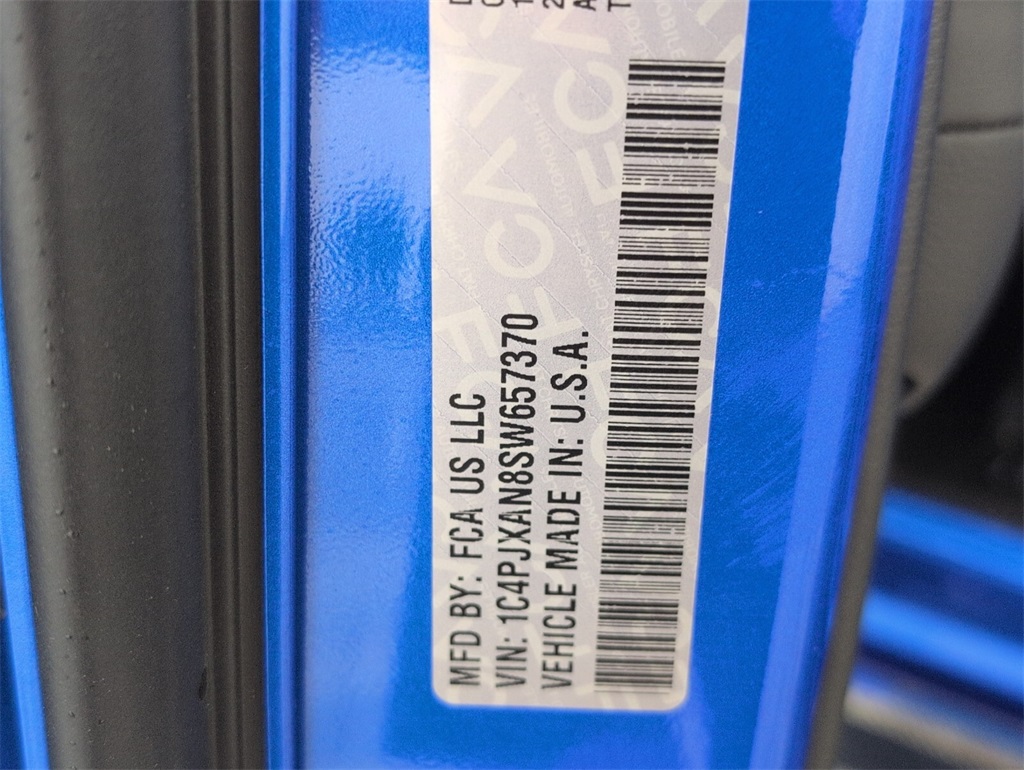 MFD BY: FCA US LLC
VIN: 1C4PJXAN8SW657370
VEHICLE MADE IN: U.S.A.